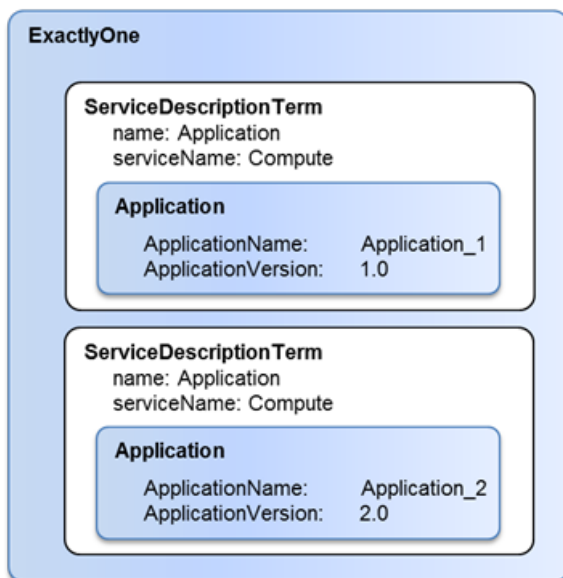 ExactlyOne
ServiceDescriptionTerm
name: Application
serviceName: Compute
Application
ApplicationName: Application_1
ApplicationVersion: 1.0
ServiceDescriptionTerm
name: Application
serviceName: Compute
Application
ApplicationName: Application_2
ApplicationVersion: 2.0